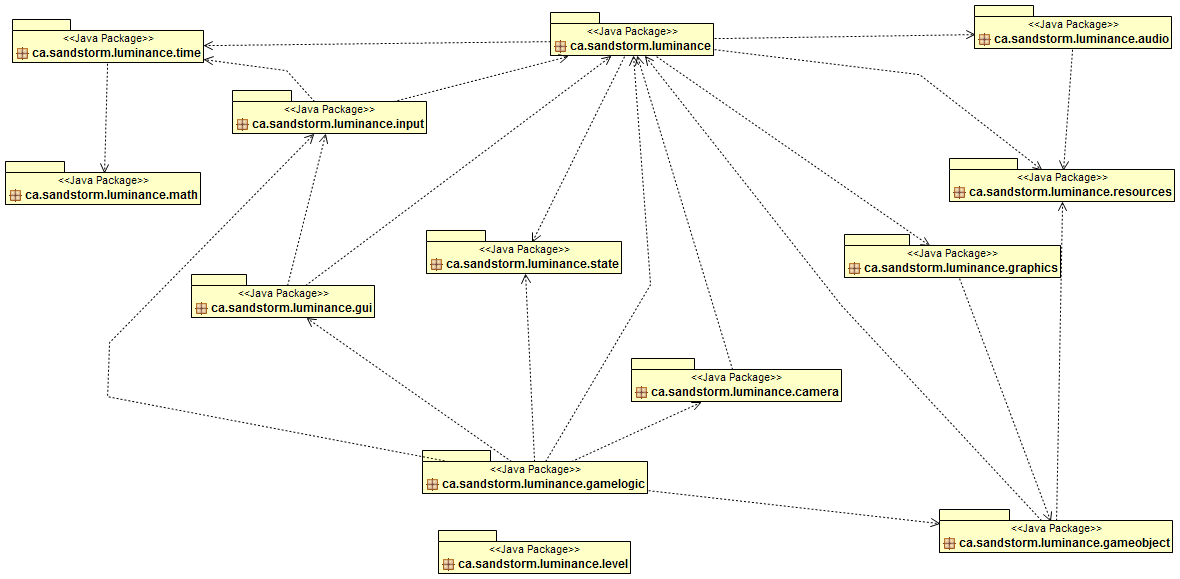 <<Java Package>>
ca.sandstorm.luminance.time
<<Java Package>>
ca.sandstorm.luminance
<<Java Package>>
ca.sandstorm.luminance.audio
<<Java Package>>
ca.sandstorm.luminance.input
<<Java Package>>
ca.sandstorm.luminance.math
<<Java Package>>
ca.sandstorm.luminance.resources
<<Java Package>>
ca.sandstorm.luminance.state
<<Java Package>>
ca.sandstorm.luminance.graphics
<<Java Package>>
ca.sandstorm.luminance.gui
<<Java Package>>
ca.sandstorm.luminance.camera
<<Java Package>>
ca.sandstorm.luminance.gamelogic
<<Java Package>>
ca.sandstorm.luminance.gameobject
<<Java Package>>
ca.sandstorm.luminance.level